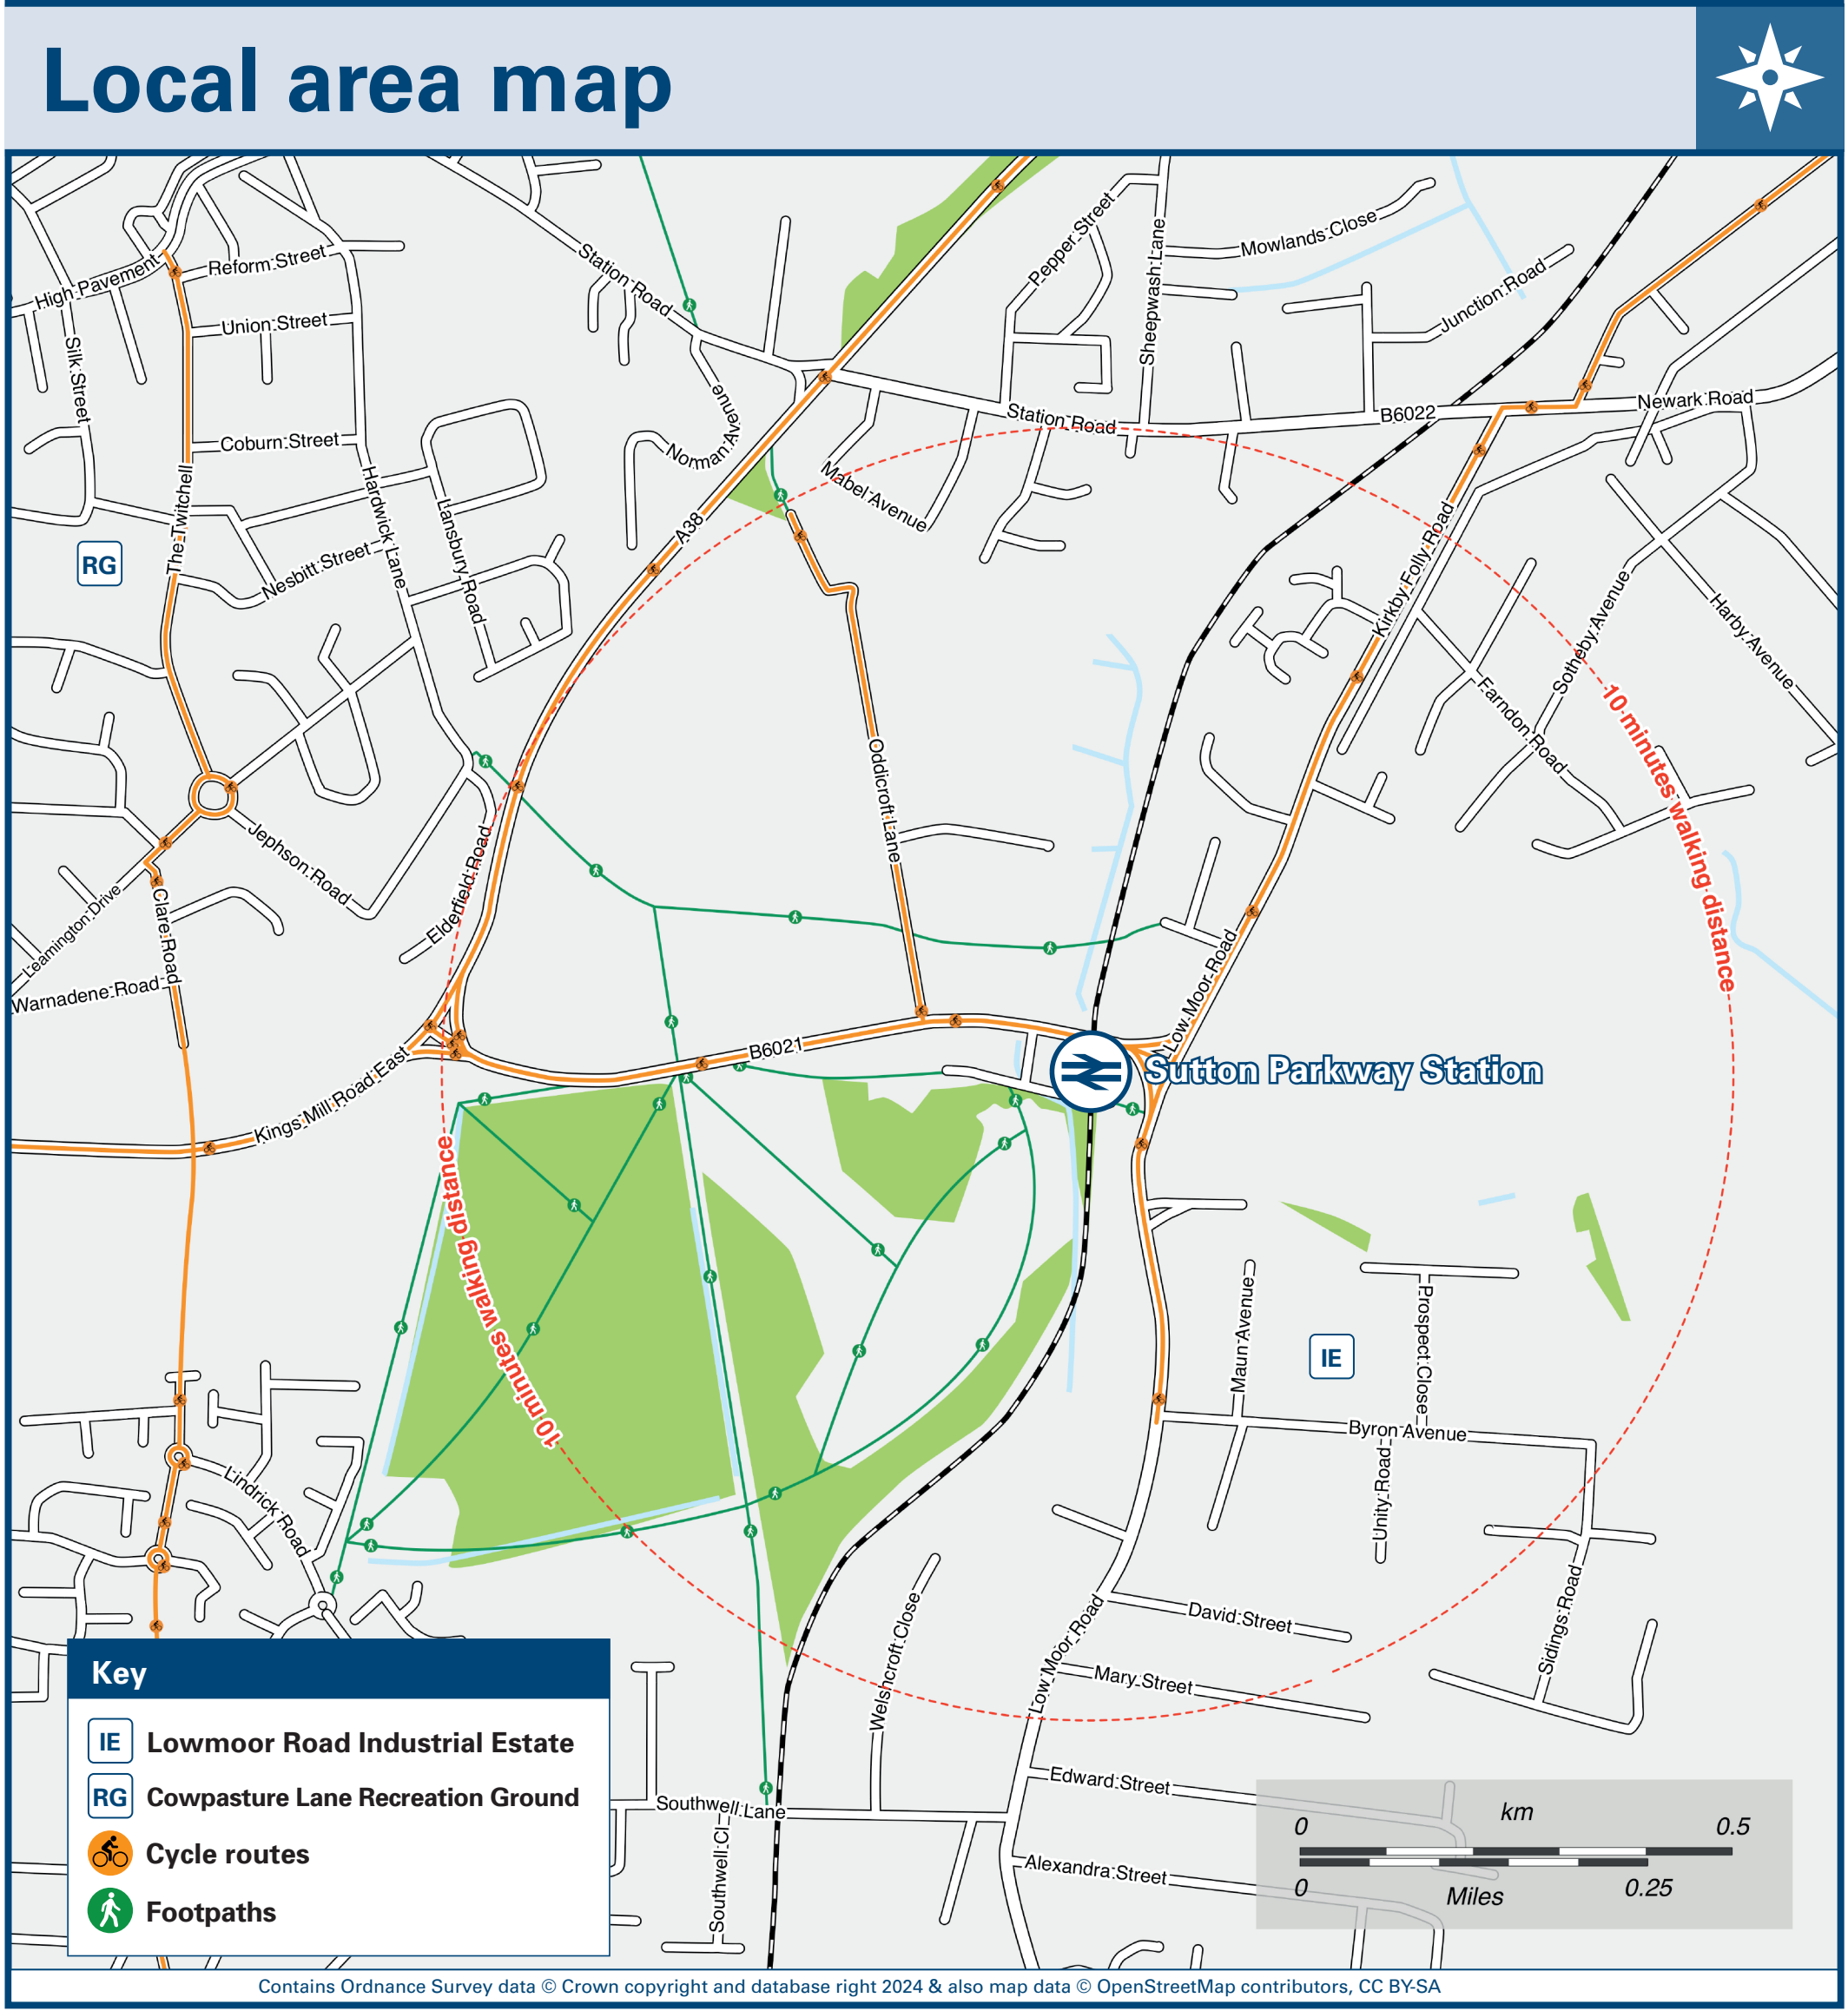 Local area map
High Pavement
Reform Street
Union Street
Silk Street
Coburn Street
The Twitchell
RG
Nesbitt Street
Hardwick Lane
Lansbury Road
Station Road
Norman Avenue
A38
Mabel Avenue
Station Road
Pepper Street
Sheepwash Lane
Mowlands Close
Junction Road
B6022
Newark Road
Kirkby Folly Road
Sotheby Avenue
Harby Avenue
Farndon Road
10 minutes walking distance
Oddicroft Lane
Jephson Road
Elderfield Road
Leamington Drive
Clare Road
Warnadene Road
Kings Mill Road East
B6021
Low Moor Road
Sutton Parkway Station
10 minutes walking distance
Maun Avenue
IE
Prospect Close
Byron Avenue
Unity Road
Lindrick Road
Sidings Road
David Street
Mary Street
Low Moor Road
Welshcroft Close
Edward Street
Southwell Lane
Southwell Cl
Alexandra Street
Key
IE Lowmoor Road Industrial Estate
RG Cowpasture Lane Recreation Ground
Cycle routes
Footpaths
km
0 0.5
0 0.25
Miles
Contains Ordnance Survey data © Crown copyright and database right 2024 & also map data © OpenStreetMap contributors, CC BY-SA